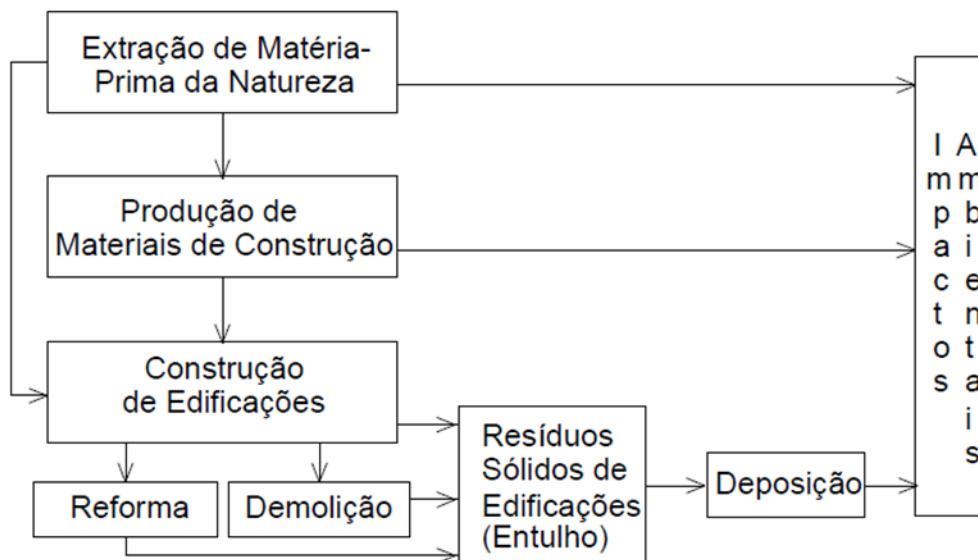 Extração de Matéria-
Prima da Natureza
Produção de
Materiais de Construção
Construção
de Edificações
Reforma
Demolição
Resíduos
Sólidos de
Edificações
(Entulho)
Deposição
Impactos
Ambientais